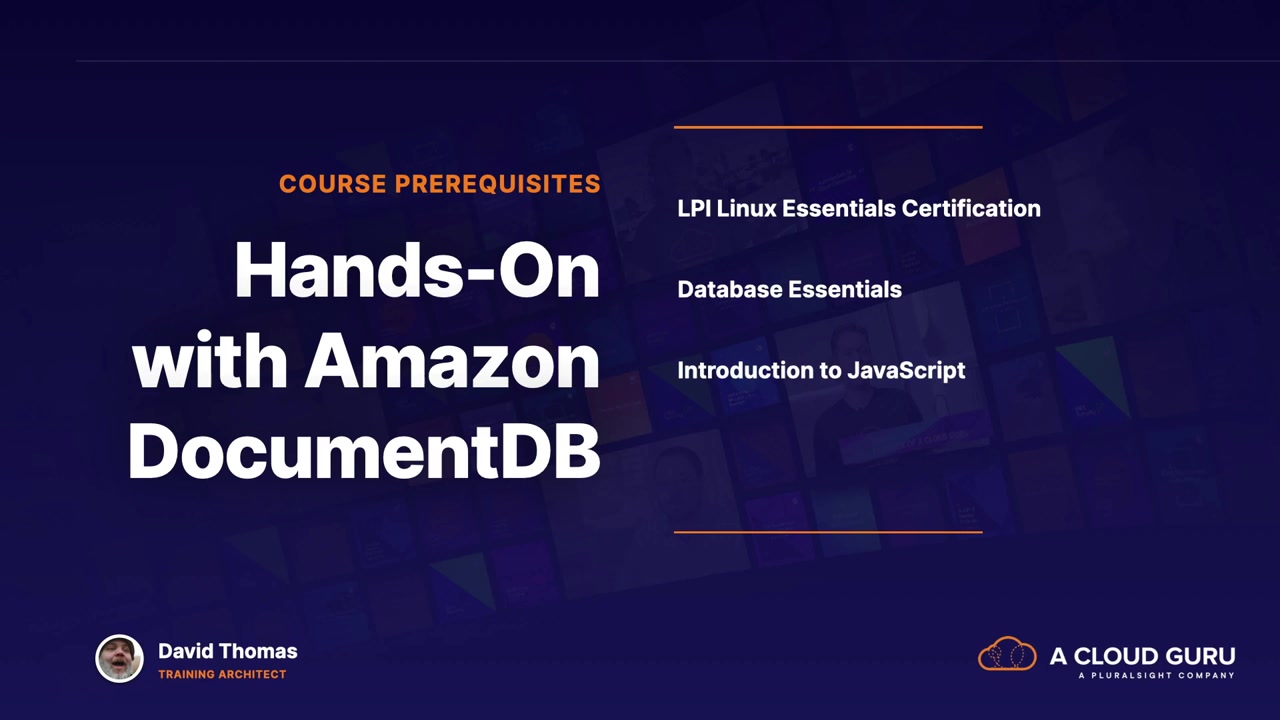 COURSE PREREQUISITES
Hands-On
with Amazon
DocumentDB
LPI Linux Essentials Certification
Database Essentials
Introduction to JavaScript
David Thomas
TRAINING ARCHITECT
A CLOUD GURU
A PLURALSIGHT COMPANY